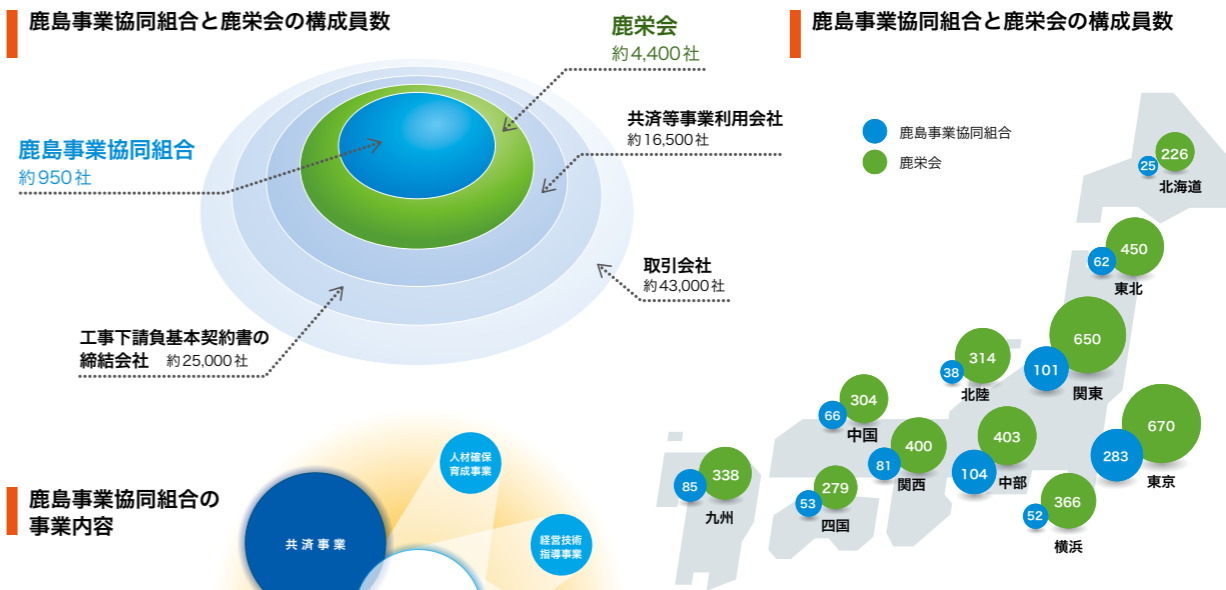 鹿島事業協同組合と鹿栄会の構成員数
鹿栄会
約4,400社
共済等事業利用会社
約16,500社
鹿島事業協同組合
約950社
取引会社
約43,000社
工事下請負基本契約書の
締結会社 約25,000社
鹿島事業協同組合の
事業内容
共済事業
人材確保
育成事業
経営技術
指導事業
鹿島事業協同組合と鹿栄会の構成員数
鹿島事業協同組合
鹿栄会
226
25
北海道
450
62
東北
650
101
関東
314
38
北陸
670
283
東京
304
66
中国
403
104
中部
400
81
関西
366
52
横浜
279
53
四国
338
85
九州